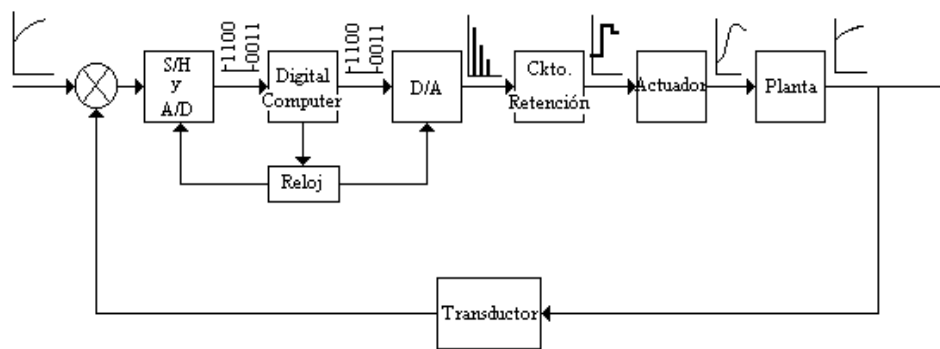 S/H
y
A/D
1100
0011
Digital
Computer
1100
0011
D/A
Ckto.
Retención
Actuador
Planta
Reloj
Transductor